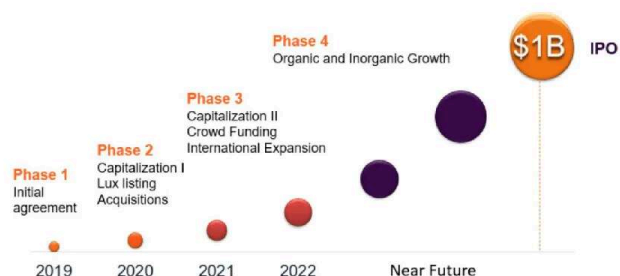 Phase 4
$1B
IPO
Organic and Inorganic Growth
Phase 3
Capitalization II
Crowd Funding
International Expansion
Phase 2
Capitalization I
Lux listing
Acquisitions
Phase 1
Initial
agreement
2019
2020
2021
2022
Near Future